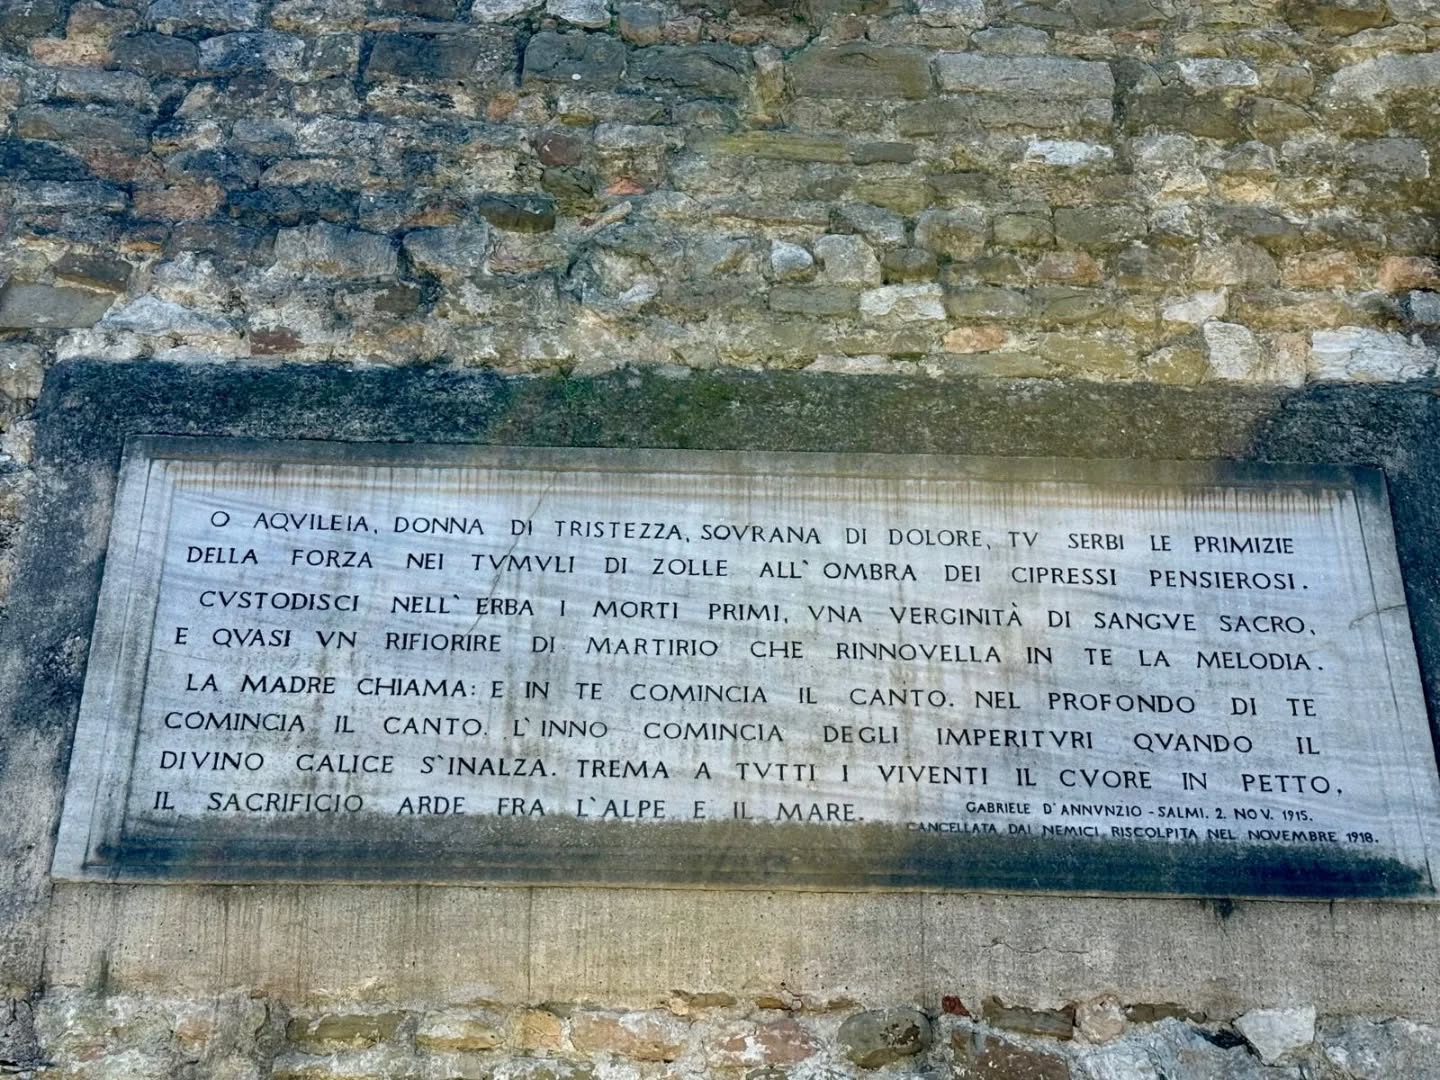 O AQVILEIA, DONNA DI TRISTEZZA, SOVRANA DI DOLORE, TV SERBI LE PRIMIZIE
DELLA FORZA NEI TVMVLI DI ZOLLE ALL'OMBRA DEI CIPRESSI PENSIEROSI.
CVSTODISCI NELL'ERBA I MORTI PRIMI, VNA VERGINITÀ DI SANGVE SACRO,
E QVASI VN RIFIORIRE DI MARTIRIO CHE RINNOVELLA IN TE LA MELODIA.
LA MADRE CHIAMA: E IN TE COMINCIA IL CANTO. NEL PROFONDO DI TE
COMINCIA IL CANTO. L'INNO COMINCIA DEGLI IMPERITVRI QVANDO IL
DIVINO CALICE S'INALZA. TREMA A TVTTI I VIVENTI IL CVORE IN PETTO,
IL SACRIFICIO ARDE FRA L'ALPE E IL MARE.
GABRIELE D'ANNVNZIO - SALMI. 2. NOV. 1915.
CANCELLATA DAI NEMICI, RISCOLPITA NEL NOVEMBRE 1918.